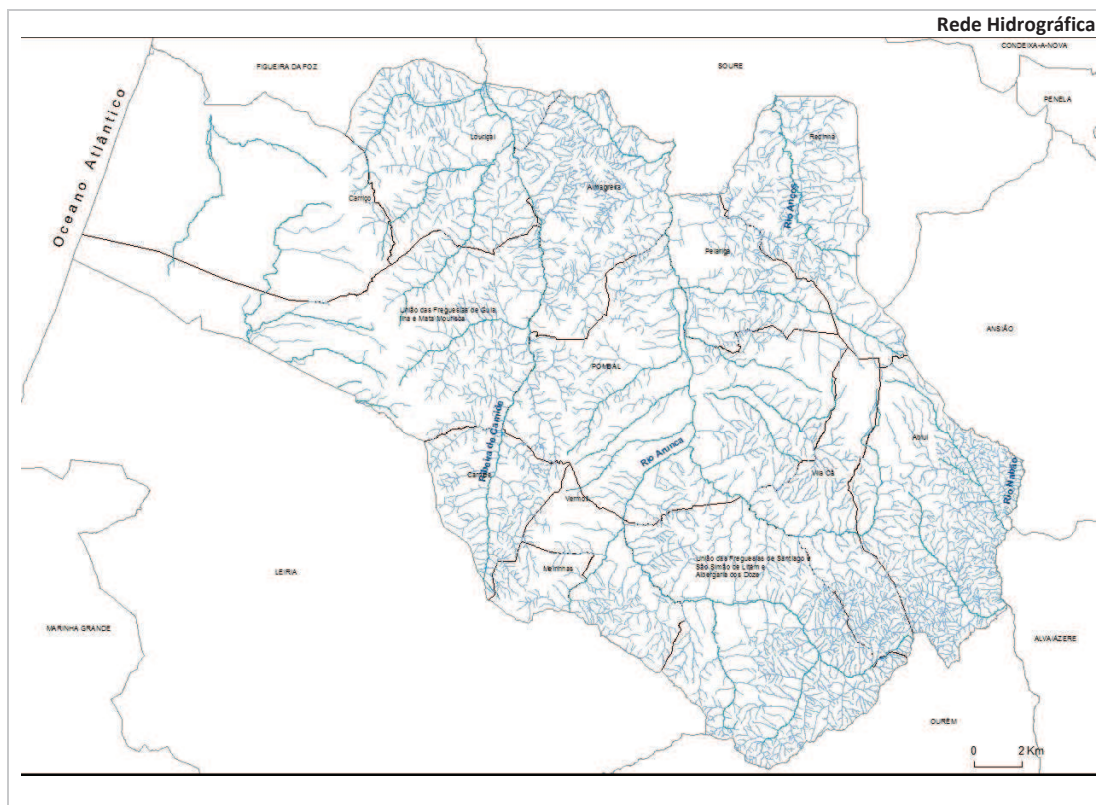 Rede Hidrográfica
CONDEIXA-A-NOVA
FIGUEIRA DA FOZ
SOURE
PENELA
Oceano Atlântico
Louriçal
Redinha
Almagreira
Carriço
Rio Anços
Pelariga
União das Freguesias de Guia,
Ilha e Mata Mourisca
ANSIÃO
POMBAL
Ribeira de Carnide
Abiul
Rio Arunca
Rio Nabão
Carnide
Vila Cã
Vermoil
União das Freguesias de Santiago e
São Simão de Litém e
Albergaria dos Doze
Meirinhas
LEIRIA
MARINHA GRANDE
ALVAIÁZERE
OURÉM
0 2 Km